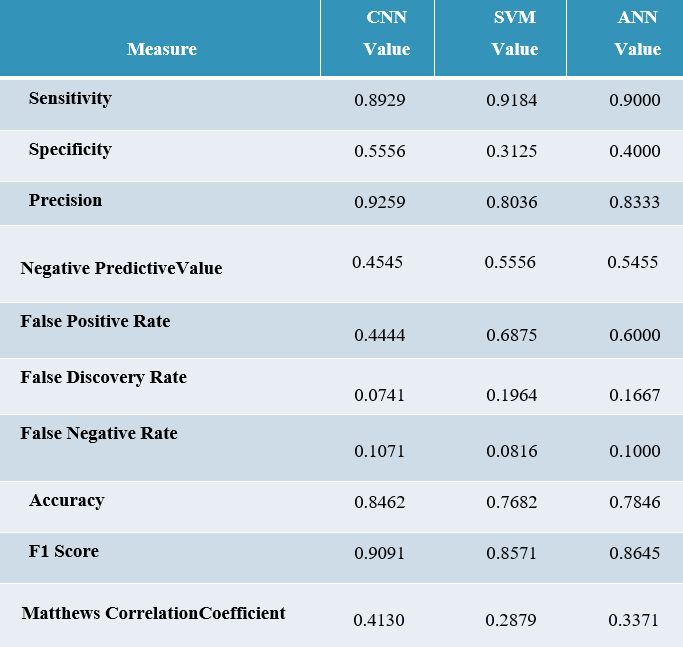 Measure CNN Value SVM Value ANN Value
Sensitivity 0.8929 0.9184 0.9000
Specificity 0.5556 0.3125 0.4000
Precision 0.9259 0.8036 0.8333
Negative PredictiveValue 0.4545 0.5556 0.5455
False Positive Rate 0.4444 0.6875 0.6000
False Discovery Rate 0.0741 0.1964 0.1667
False Negative Rate 0.1071 0.0816 0.1000
Accuracy 0.8462 0.7682 0.7846
F1 Score 0.9091 0.8571 0.8645
Matthews CorrelationCoefficient 0.4130 0.2879 0.3371